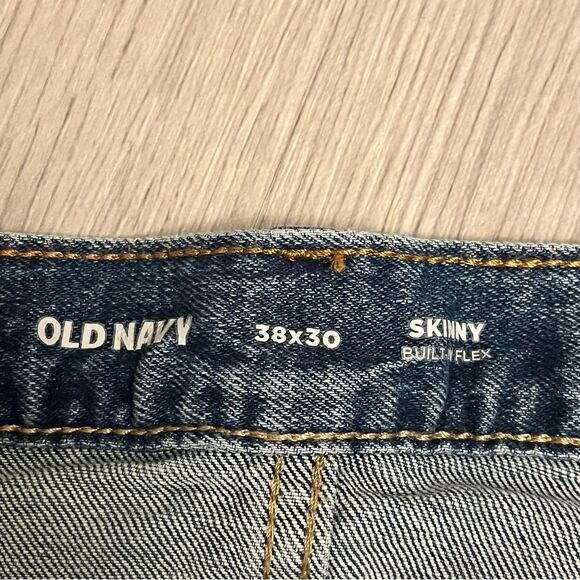 OLD NAVY
38x30
SKINNY
BUILT IN FLEX